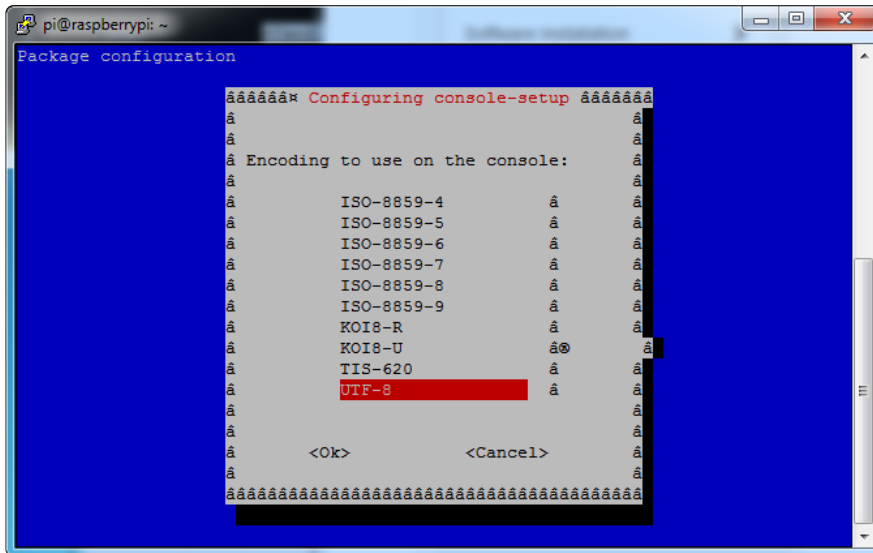 pi@raspberrypi: ~
Package configuration
ââââââ¤ Configuring console-setup âââââââ
â â
â â
â Encoding to use on the console: â
â â
â ISO-8859-4 â â
â ISO-8859-5 â â
â ISO-8859-6 â â
â ISO-8859-7 â â
â ISO-8859-8 â â
â ISO-8859-9 â â
â KOI8-R â â
â KOI8-U â® â
â TIS-620 â â
â UTF-8 â â
â â
â â
â <Ok> <Cancel> â
â â
ââââââââââââââââââââââââââââââââââââââââ